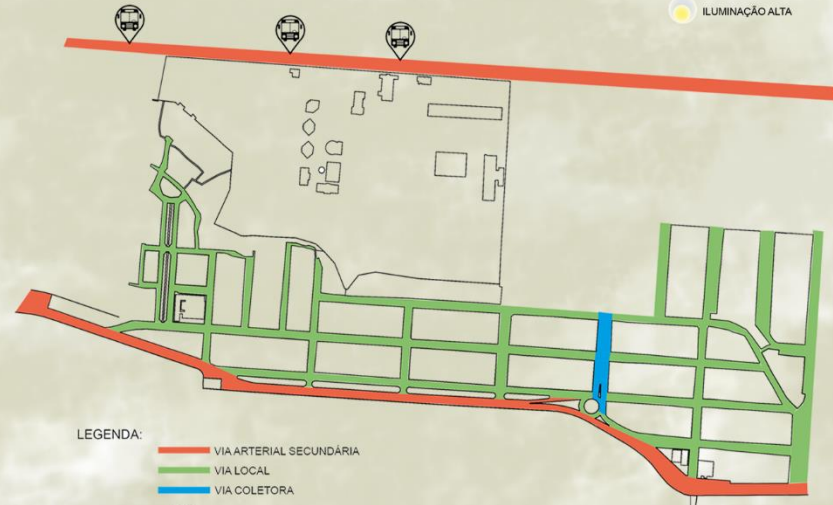 ILUMINAÇÃO ALTA
LEGENDA:
VIA ARTERIAL SECUNDÁRIA
VIA LOCAL
VIA COLETORA